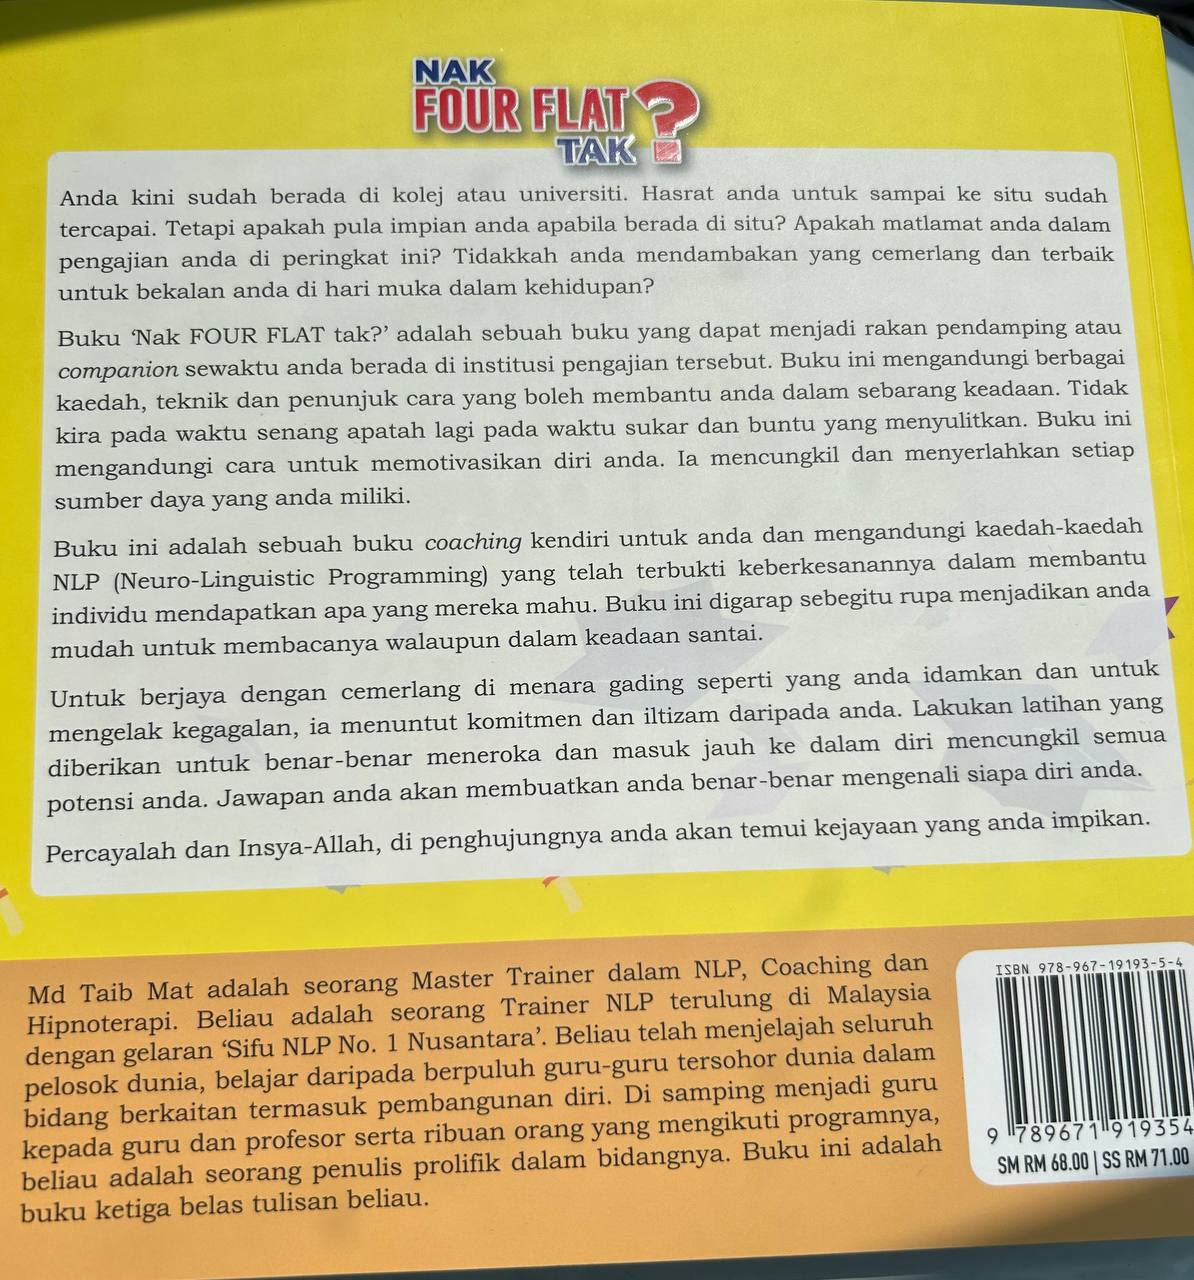 NAK
FOUR FLAT ?
TAK
Anda kini sudah berada di kolej atau universiti. Hasrat anda untuk sampai ke situ sudah
tercapai. Tetapi apakah pula impian anda apabila berada di situ? Apakah matlamat anda dalam
pengajian anda di peringkat ini? Tidakkah anda mendambakan yang cemerlang dan terbaik
untuk bekalan anda di hari muka dalam kehidupan?
Buku ‘Nak FOUR FLAT tak?’ adalah sebuah buku yang dapat menjadi rakan pendamping atau
companion sewaktu anda berada di institusi pengajian tersebut. Buku ini mengandungi berbagai
kaedah, teknik dan penunjuk cara yang boleh membantu anda dalam sebarang keadaan. Tidak
kira pada waktu senang apatah lagi pada waktu sukar dan buntu yang menyulitkan. Buku ini
mengandungi cara untuk memotivasikan diri anda. Ia mencungkil dan menyerlahkan setiap
sumber daya yang anda miliki.
Buku ini adalah sebuah buku coaching kendiri untuk anda dan mengandungi kaedah-kaedah
NLP (Neuro-Linguistic Programming) yang telah terbukti keberkesanannya dalam membantu
individu mendapatkan apa yang mereka mahu. Buku ini digarap sebegitu rupa menjadikan anda
mudah untuk membacanya walaupun dalam keadaan santai.
Untuk berjaya dengan cemerlang di menara gading seperti yang anda idamkan dan untuk
mengelak kegagalan, ia menuntut komitmen dan iltizam daripada anda. Lakukan latihan yang
diberikan untuk benar-benar meneroka dan masuk jauh ke dalam diri mencungkil semua
potensi anda. Jawapan anda akan membuatkan anda benar-benar mengenali siapa diri anda.
Percayalah dan Insya-Allah, di penghujungnya anda akan temui kejayaan yang anda impikan.
Md Taib Mat adalah seorang Master Trainer dalam NLP, Coaching dan
Hipnoterapi. Beliau adalah seorang Trainer NLP terulung di Malaysia
dengan gelaran ‘Sifu NLP No. 1 Nusantara’. Beliau telah menjelajah seluruh
pelosok dunia, belajar daripada berpuluh guru-guru tersohor dunia dalam
bidang berkaitan termasuk pembangunan diri. Di samping menjadi guru
kepada guru dan profesor serta ribuan orang yang mengikuti programnya,
beliau adalah seorang penulis prolifik dalam bidangnya. Buku ini adalah
buku ketiga belas tulisan beliau.
ISBN 978-967-19193-5-4
9 789671 919354
SM RM 68.00 | SS RM 71.00